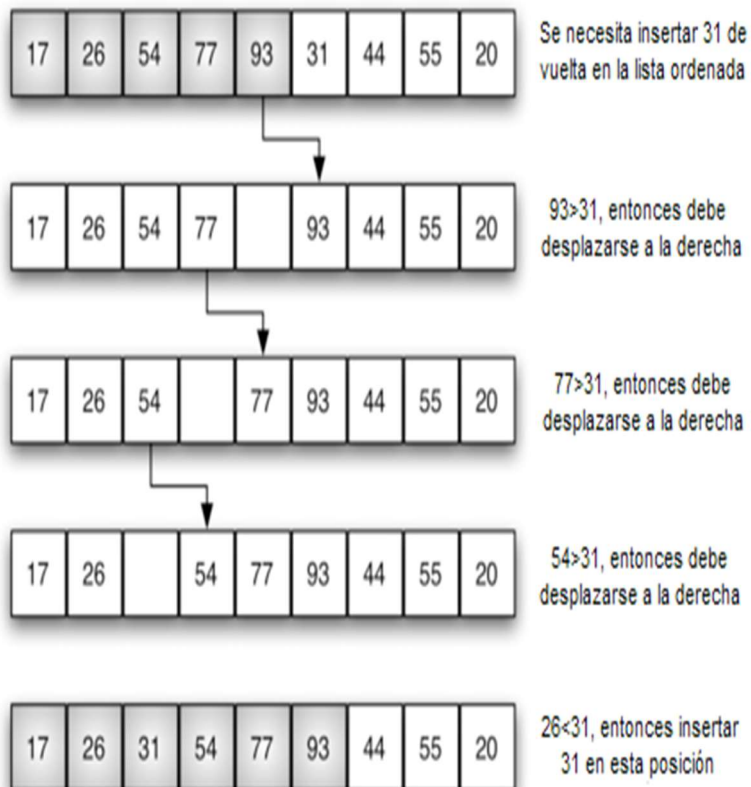 17 26 54 77 93 31 44 55 20
Se necesita insertar 31 de
vuelta en la lista ordenada
17 26 54 77 93 44 55 20
93>31, entonces debe
desplazarse a la derecha
17 26 54 77 93 44 55 20
77>31, entonces debe
desplazarse a la derecha
17 26 54 77 93 44 55 20
54>31, entonces debe
desplazarse a la derecha
17 26 31 54 77 93 44 55 20
26<31, entonces insertar
31 en esta posición